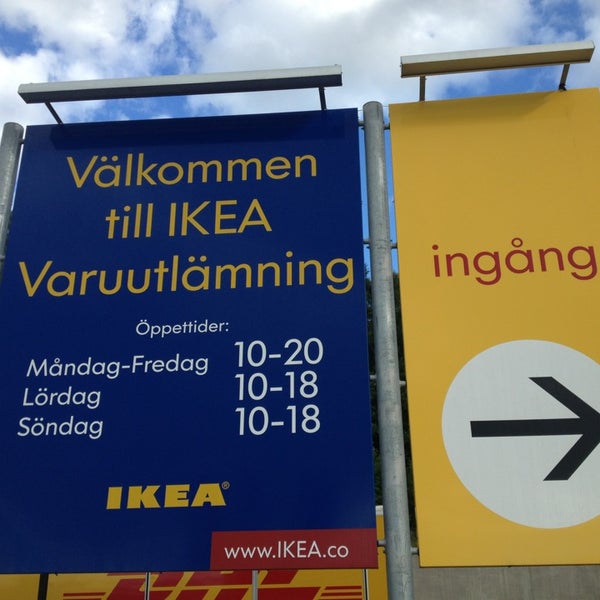 Välkommen
till IKEA
Varuutlämning
Öppettider:
Måndag-Fredag 10-20
Lördag 10-18
Söndag 10-18
IKEA®
www.IKEA.co
ingång